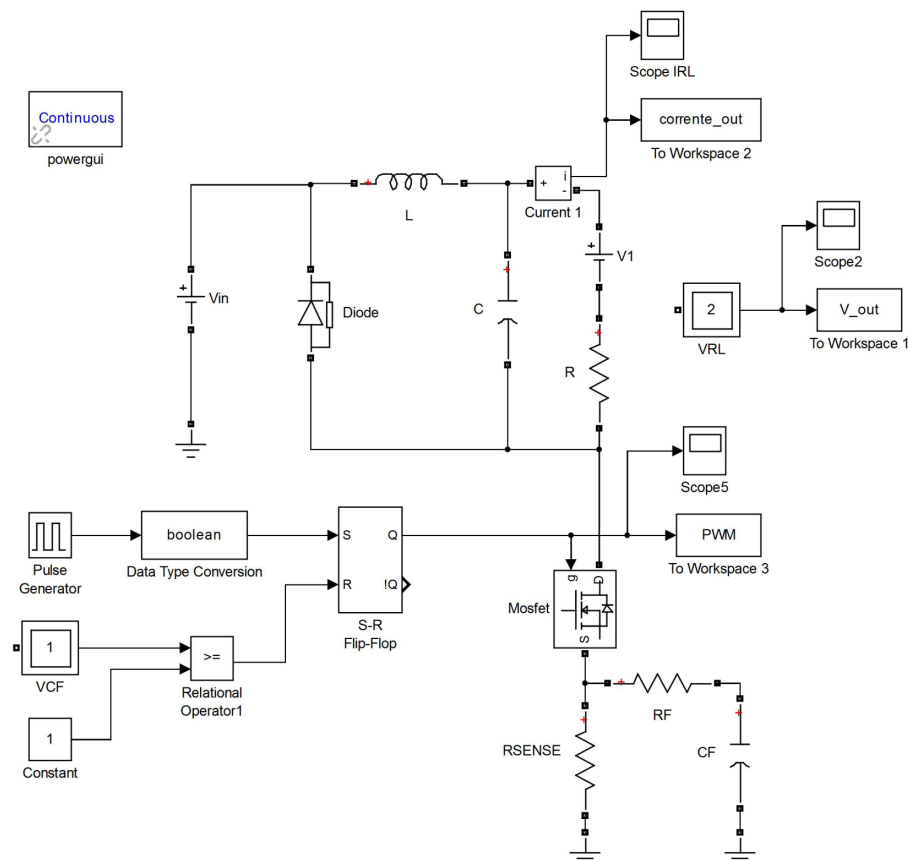 Scope IRL
Continuous
powergui
corrente_out
To Workspace 2
+
i
-
Current 1
L
+
V1
Scope2
+
Vin
Diode
C
2
VRL
V_out
To Workspace 1
R
Scope5
Pulse
Generator
boolean
Data Type Conversion
S
Q
R
!Q
S-R
Flip-Flop
PWM
To Workspace 3
g
D
Mosfet
S
1
VCF
>=
Relational
Operator1
1
Constant
RF
RSENSE
CF